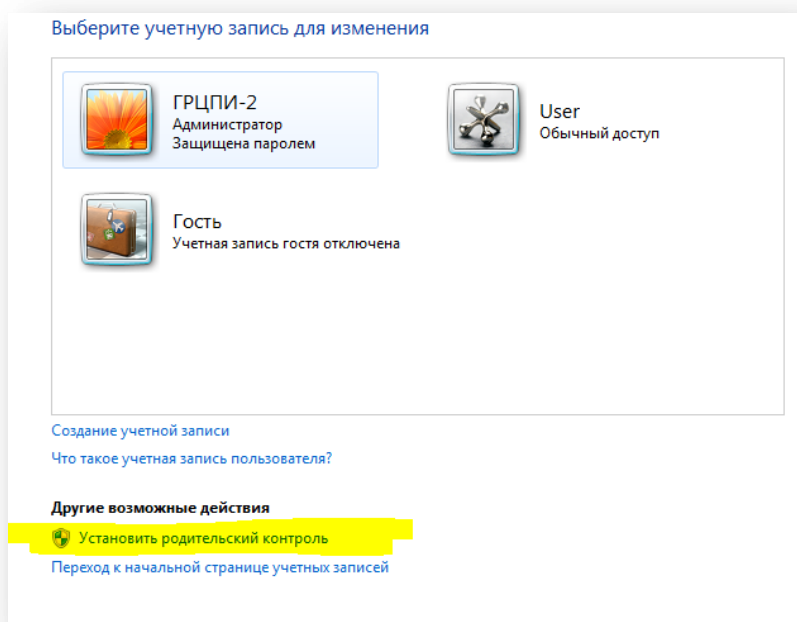 Выберите учетную запись для изменения
ГРЦПИ-2
Администратор
Защищена паролем
User
Обычный доступ
Гость
Учетная запись гостя отключена
Создание учетной записи
Что такое учетная запись пользователя?
Другие возможные действия
Установить родительский контроль
Переход к начальной странице учетных записей